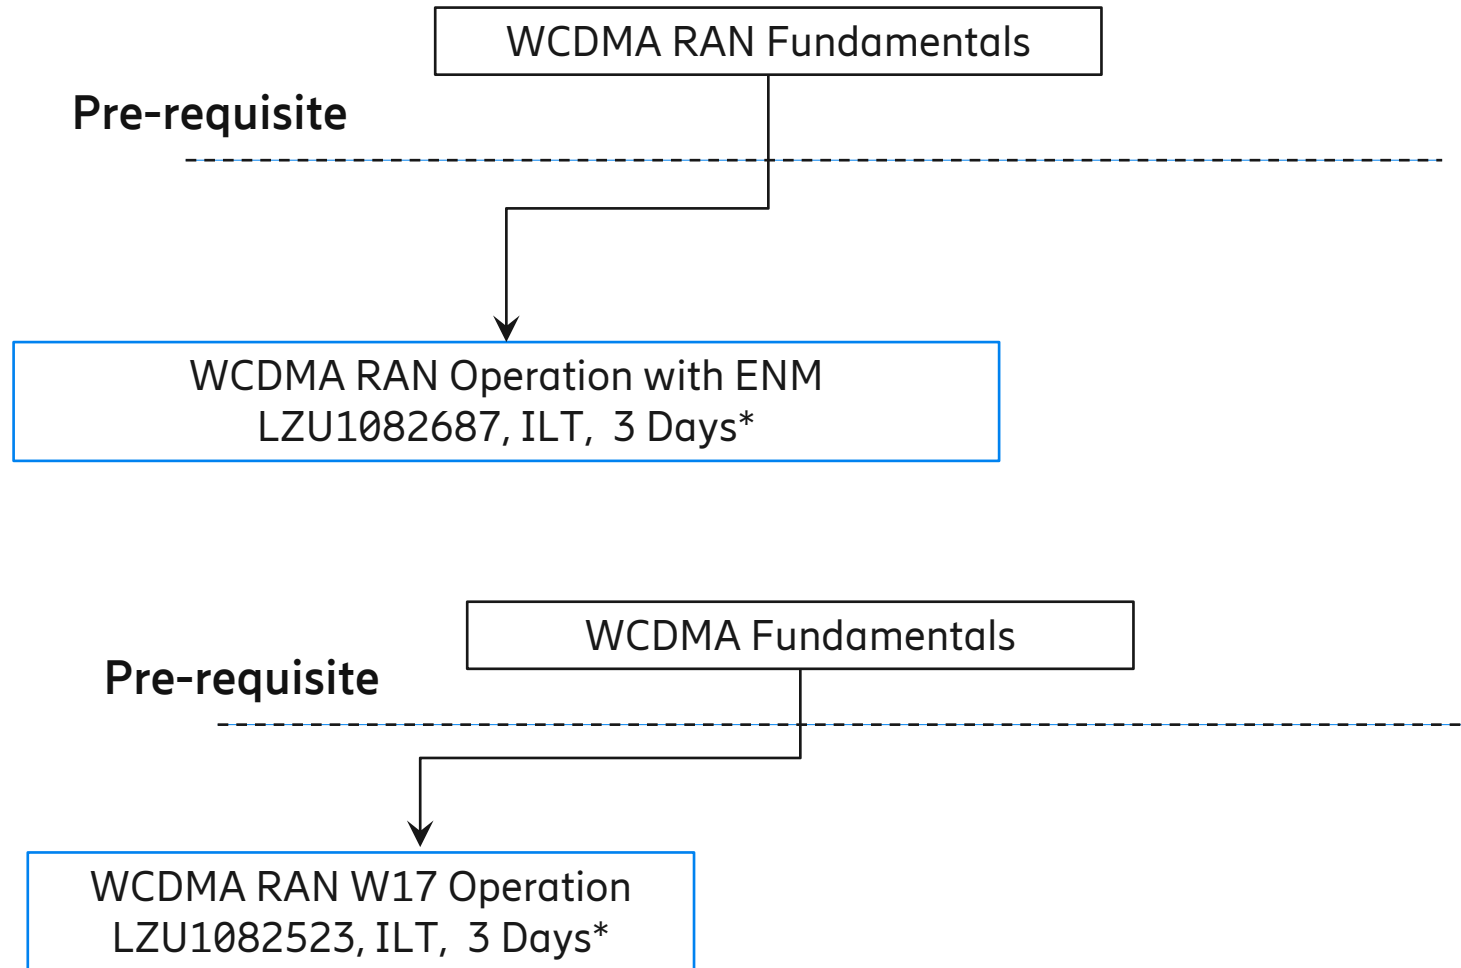 WCDMA RAN Fundamentals
Pre-requisite
WCDMA RAN Operation with ENM
LZU1082687, ILT, 3 Days*
WCDMA Fundamentals
Pre-requisite
WCDMA RAN W17 Operation
LZU1082523, ILT, 3 Days*